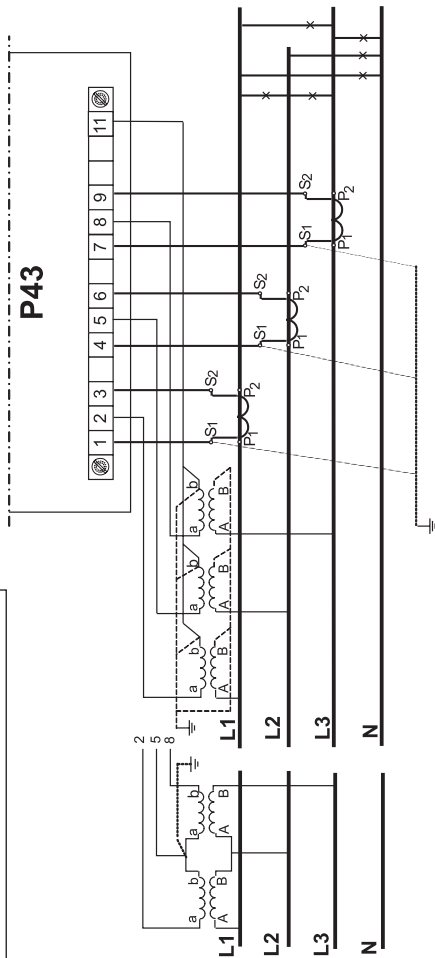 P43
1 2 3 4 5 6 7 8 9 11
S1 S2 S1 S2 S1 S2
P1 P2 P1 P2 P1 P2
a b a b a b
A B A B A B
L1
L2
L3
N
2
5
8
a b a b
A B A B
L1
L2
L3
N